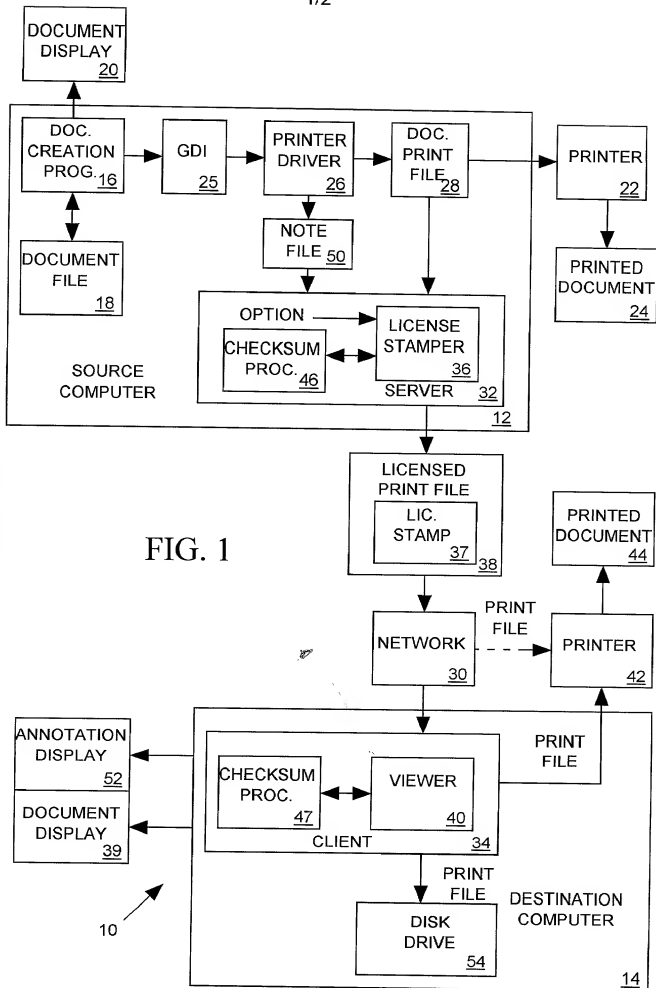 1/2
DOCUMENT
DISPLAY
20
DOC.
CREATION
PROG.
16
GDI
25
PRINTER
DRIVER
26
DOC.
PRINT
FILE
28
PRINTER
22
NOTE
FILE
50
DOCUMENT
FILE
18
PRINTED
DOCUMENT
24
OPTION
LICENSE
STAMPER
36
CHECKSUM
PROC.
46
SERVER
32
SOURCE
COMPUTER
12
LICENSED
PRINT FILE
LIC.
STAMP
37
38
PRINTED
DOCUMENT
44
FIG. 1
NETWORK
30
PRINT
FILE
PRINTER
42
ANNOTATION
DISPLAY
52
DOCUMENT
DISPLAY
39
CHECKSUM
PROC.
47
VIEWER
40
CLIENT
34
PRINT
FILE
PRINT
FILE
10
DISK
DRIVE
54
DESTINATION
COMPUTER
14